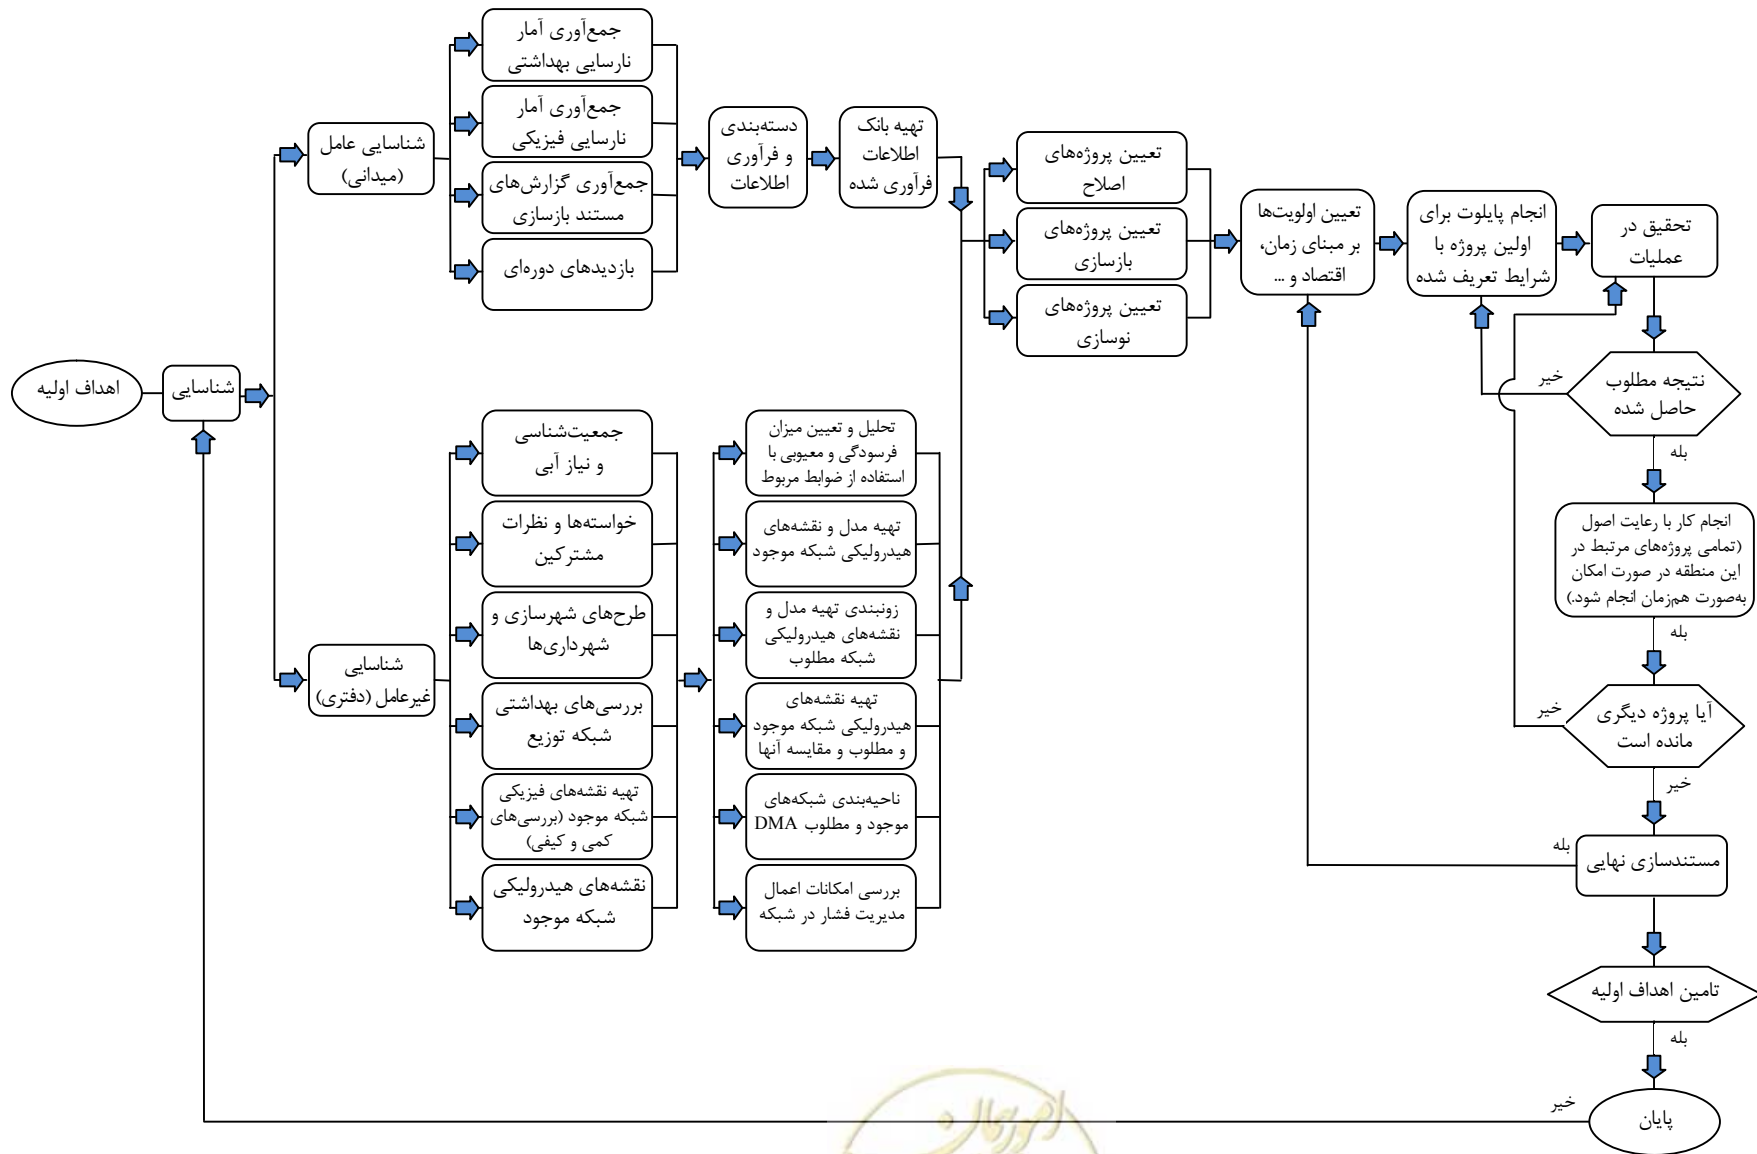 اهداف اولیه
شناسایی
شناسایی عامل
(میدانی)
جمع‌آوری آمار
نارسایی بهداشتی
جمع‌آوری آمار
نارسایی فیزیکی
جمع‌آوری گزارش‌های
مستند بازسازی
بازدیدهای دوره‌ای
دسته‌بندی
و فرآوری
اطلاعات
تهیه بانک
اطلاعات
فرآوری شده
شناسایی
غیرعامل (دفتری)
جمعیت‌شناسی
و نیاز آبی
خواسته‌ها و نظرات
مشترکین
طرح‌های شهرسازی و
شهرداری‌ها
بررسی‌های بهداشتی
شبکه توزیع
تهیه نقشه‌های فیزیکی
شبکه موجود (بررسی‌های
کمی و کیفی)
نقشه‌های هیدرولیکی
شبکه موجود
تحلیل و تعیین میزان
فرسودگی و معیوبی با
استفاده از ضوابط مربوط
تهیه مدل و نقشه‌های
هیدرولیکی شبکه موجود
زونبندی تهیه مدل و
نقشه‌های هیدرولیکی
شبکه مطلوب
تهیه نقشه‌های
هیدرولیکی شبکه موجود
و مطلوب و مقایسه آنها
ناحیه‌بندی شبکه‌های
موجود و مطلوب DMA
بررسی امکانات اعمال
مدیریت فشار در شبکه
تعیین پروژه‌های
اصلاح
تعیین پروژه‌های
بازسازی
تعیین پروژه‌های
نوسازی
تعیین اولویت‌ها
بر مبنای زمان،
اقتصاد و ...
انجام پایلوت برای
اولین پروژه با
شرایط تعریف شده
تحقیق در
عملیات
نتیجه مطلوب
حاصل شده
خیر
بله
انجام کار با رعایت اصول
(تمامی پروژه‌های مرتبط در
این منطقه در صورت امکان
به‌صورت هم‌زمان انجام شود.)
بله
آیا پروژه دیگری
مانده است
خیر
خیر
مستندسازی نهایی
بله
تامین اهداف اولیه
بله
پایان
خیر